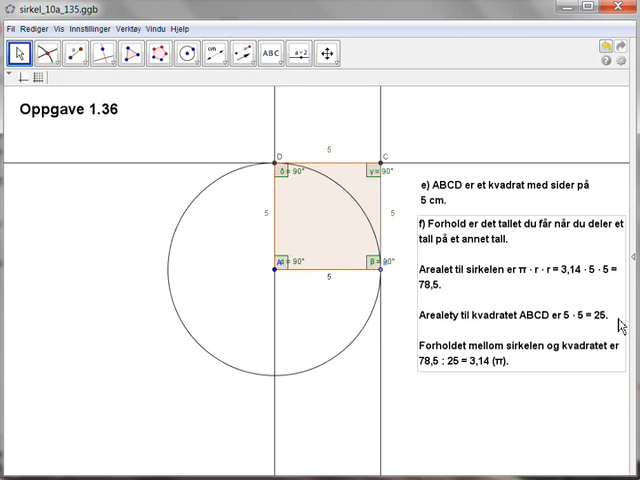 sirkel_10a_135.ggb
Fil Rediger Vis Innstillinger Verktøy Vindu Hjelp
ABC
a=2
Oppgave 1.36
5
D
C
δ = 90°
γ = 90°
e) ABCD er et kvadrat med sider på
5 cm.
5
5
f) Forhold er det tallet du får når du deler et
tall på et annet tall.
= 90°
β = 90°
Arealet til sirkelen er π · r · r = 3,14 · 5 · 5 =
78,5.
5
Arealety til kvadratet ABCD er 5 · 5 = 25.
Forholdet mellom sirkelen og kvadratet er
78,5 : 25 = 3,14 (π).